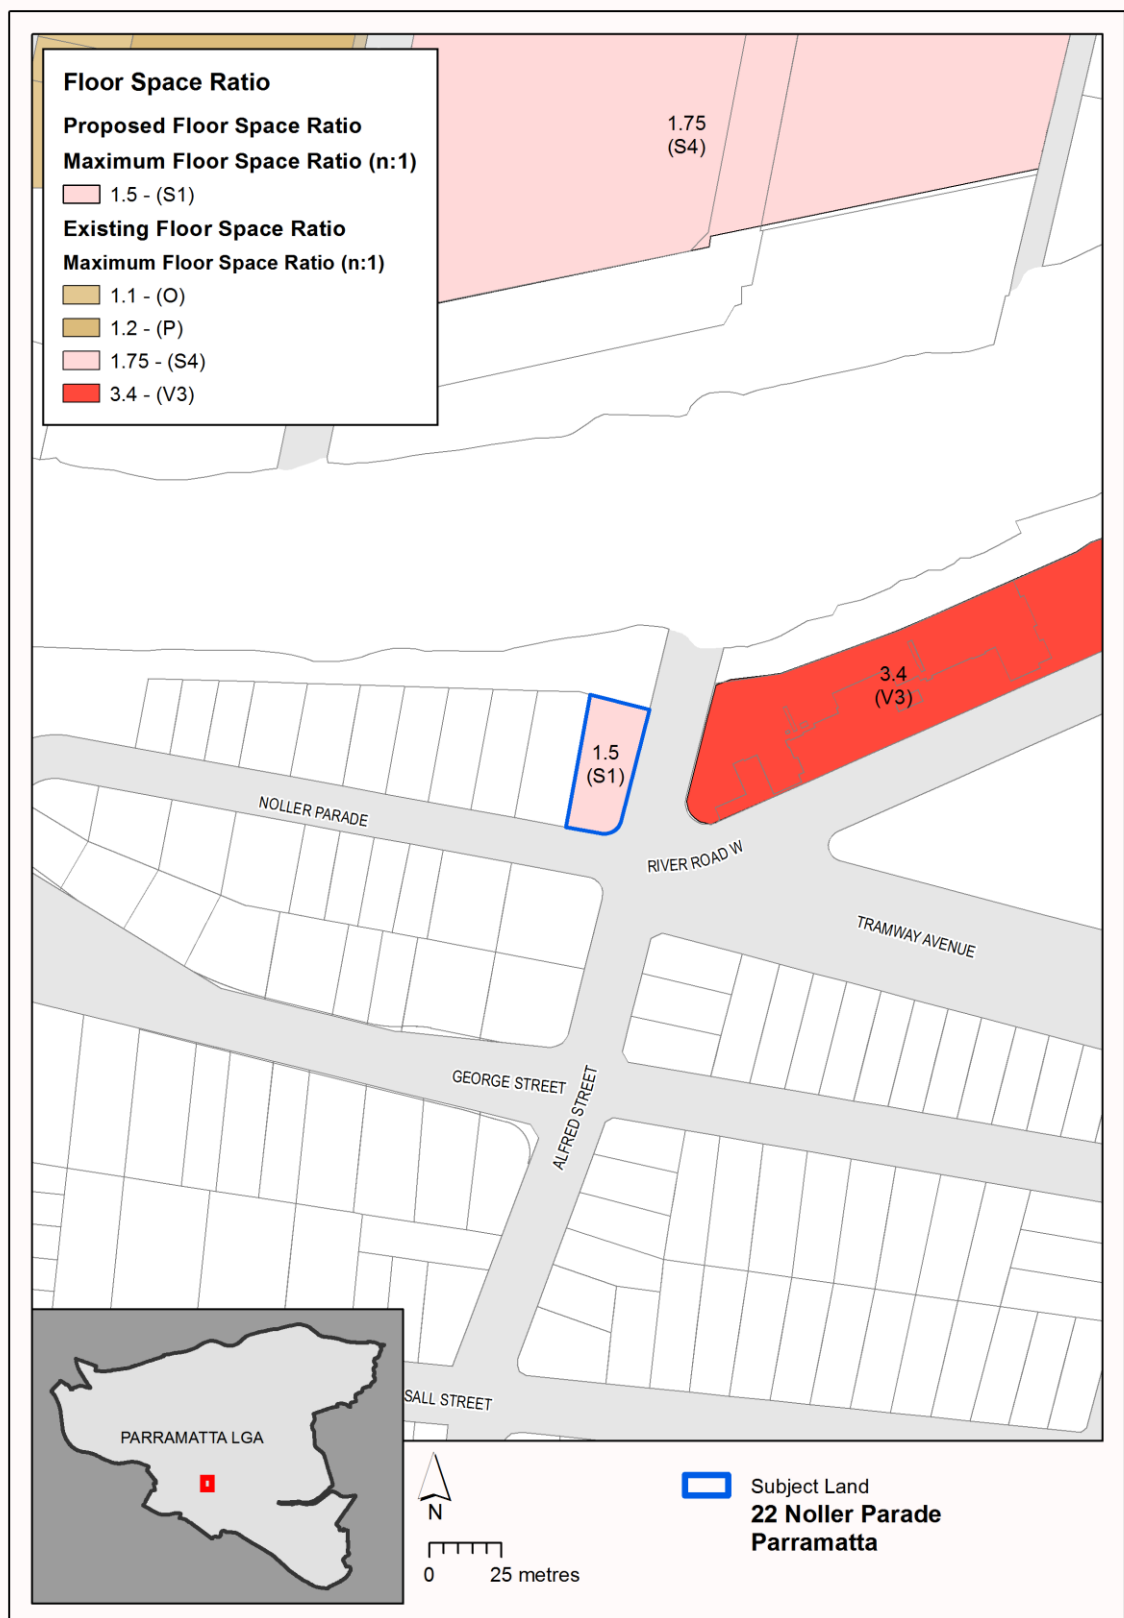 Floor Space Ratio
Proposed Floor Space Ratio
Maximum Floor Space Ratio (n:1)
1.5 - (S1)
Existing Floor Space Ratio
Maximum Floor Space Ratio (n:1)
1.1 - (O)
1.2 - (P)
1.75 - (S4)
3.4 - (V3)
1.75
(S4)
3.4
(V3)
1.5
(S1)
NOLLER PARADE
RIVER ROAD W
TRAMWAY AVENUE
GEORGE STREET
ALFRED STREET
SALL STREET
PARRAMATTA LGA
N
0 25 metres
Subject Land
22 Noller Parade
Parramatta